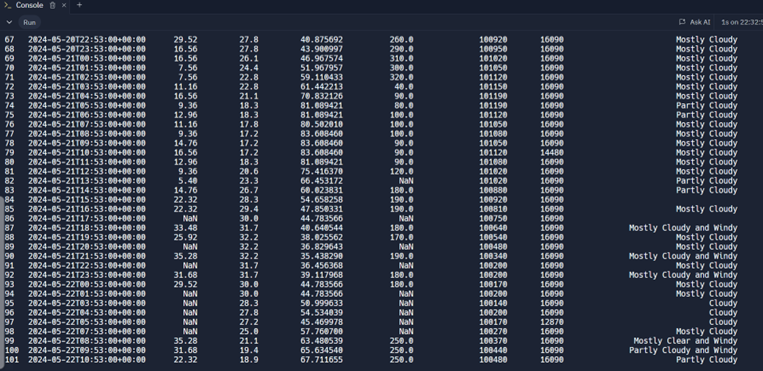 Console
Run
Ask AI
1s on 22:32:5
67 2024-05-20T22:53:00+00:00 29.52 27.8 40.875692 260.0 100920 16090 Mostly Cloudy
68 2024-05-20T23:53:00+00:00 16.56 27.8 43.900997 290.0 100950 16090 Mostly Cloudy
69 2024-05-21T00:53:00+00:00 16.56 26.1 46.967574 310.0 101020 16090 Mostly Cloudy
70 2024-05-21T01:53:00+00:00 7.56 24.4 51.967957 300.0 101050 16090 Mostly Cloudy
71 2024-05-21T02:53:00+00:00 7.56 22.8 59.110433 320.0 101120 16090 Mostly Cloudy
72 2024-05-21T03:53:00+00:00 11.16 22.8 61.442213 40.0 101150 16090 Mostly Cloudy
73 2024-05-21T04:53:00+00:00 16.56 21.1 70.832126 90.0 101190 16090 Mostly Cloudy
74 2024-05-21T05:53:00+00:00 9.36 18.3 81.089421 80.0 101190 16090 Partly Cloudy
75 2024-05-21T06:53:00+00:00 12.96 18.3 81.089421 100.0 101120 16090 Partly Cloudy
76 2024-05-21T07:53:00+00:00 11.16 17.8 80.502010 100.0 101050 16090 Mostly Cloudy
77 2024-05-21T08:53:00+00:00 9.36 17.2 83.608460 100.0 101080 16090 Mostly Cloudy
78 2024-05-21T09:53:00+00:00 14.76 17.2 83.608460 90.0 101050 16090 Mostly Cloudy
79 2024-05-21T10:53:00+00:00 16.56 17.2 83.608460 90.0 101120 14480 Mostly Cloudy
80 2024-05-21T11:53:00+00:00 12.96 18.3 81.089421 90.0 101080 16090 Mostly Cloudy
81 2024-05-21T12:53:00+00:00 9.36 20.6 75.416370 120.0 101020 16090 Mostly Cloudy
82 2024-05-21T13:53:00+00:00 5.40 23.3 66.453172 NaN 101020 16090 Partly Cloudy
83 2024-05-21T14:53:00+00:00 14.76 26.7 60.023831 180.0 100880 16090 Partly Cloudy
84 2024-05-21T15:53:00+00:00 22.32 28.3 54.658258 190.0 100920 16090
85 2024-05-21T16:53:00+00:00 22.32 29.4 47.850331 190.0 100810 16090 Mostly Cloudy
86 2024-05-21T17:53:00+00:00 NaN 30.0 44.783566 NaN 100750 16090
87 2024-05-21T18:53:00+00:00 33.48 31.7 40.640544 180.0 100640 16090 Mostly Cloudy and Windy
88 2024-05-21T19:53:00+00:00 25.92 32.2 38.025562 170.0 100540 16090 Mostly Cloudy
89 2024-05-21T20:53:00+00:00 NaN 32.2 36.829643 NaN 100480 16090 Mostly Cloudy
90 2024-05-21T21:53:00+00:00 35.28 32.2 35.438290 190.0 100340 16090 Mostly Cloudy and Windy
91 2024-05-21T22:53:00+00:00 NaN 31.7 36.456368 NaN 100200 16090 Mostly Cloudy
92 2024-05-21T23:53:00+00:00 31.68 31.7 39.117968 180.0 100200 16090 Mostly Cloudy and Windy
93 2024-05-22T00:53:00+00:00 29.52 30.0 44.783566 180.0 100170 16090 Mostly Cloudy
94 2024-05-22T01:53:00+00:00 NaN 30.0 44.783566 NaN 100200 16090 Mostly Cloudy
95 2024-05-22T03:53:00+00:00 NaN 28.3 50.999633 NaN 100140 16090 Cloudy
96 2024-05-22T04:53:00+00:00 NaN 27.8 54.534039 NaN 100200 16090 Cloudy
97 2024-05-22T05:53:00+00:00 NaN 27.2 45.469978 NaN 100170 12870 Cloudy
98 2024-05-22T07:53:00+00:00 NaN 25.0 57.760700 NaN 100270 16090 Mostly Cloudy
99 2024-05-22T08:53:00+00:00 35.28 21.1 63.480539 250.0 100370 16090 Mostly Clear and Windy
100 2024-05-22T09:53:00+00:00 31.68 19.4 65.634540 250.0 100440 16090 Partly Cloudy and Windy
101 2024-05-22T10:53:00+00:00 22.32 18.9 67.711655 250.0 100480 16090 Partly Cloudy